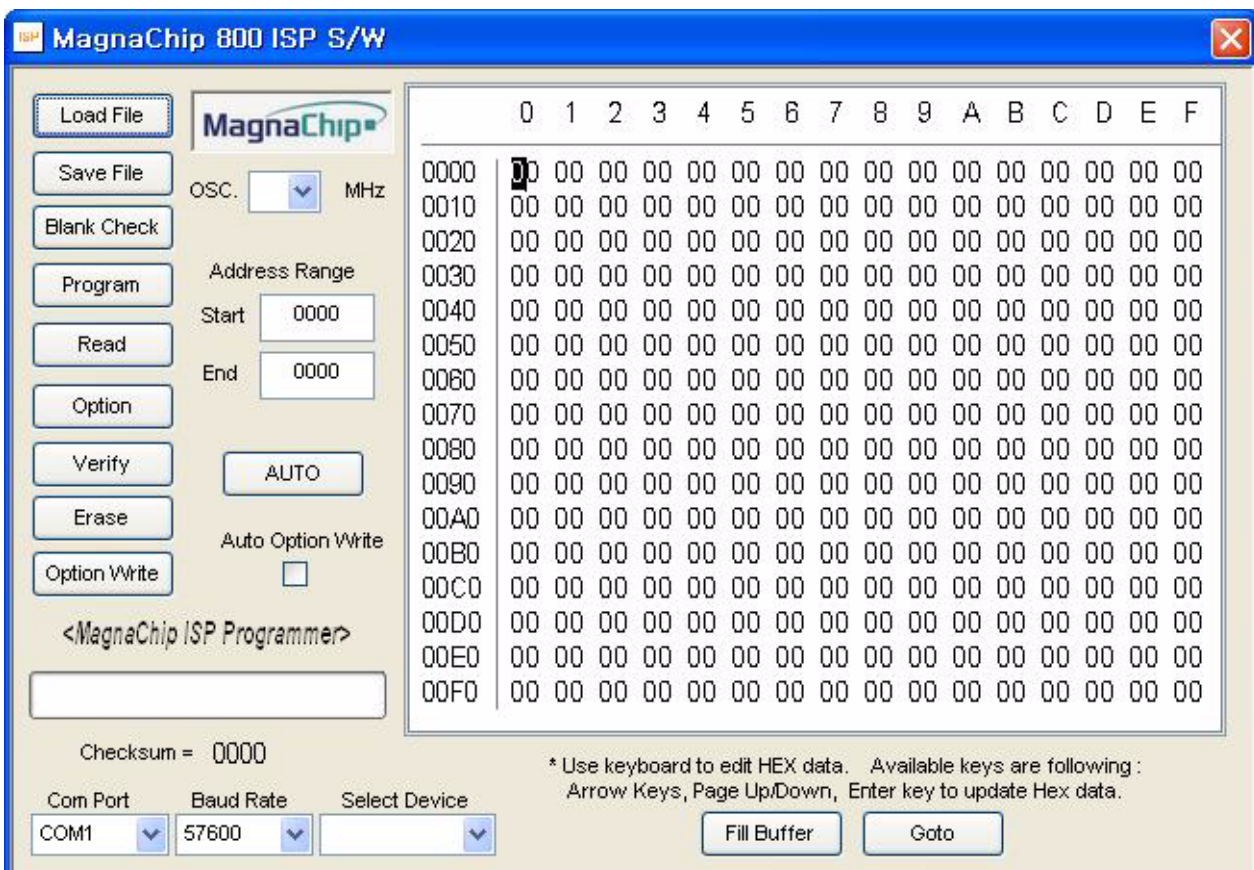 ISP MagnaChip 800 ISP S/W
Load File
Save File
Blank Check
Program
Read
Option
Verify
Erase
Option Write
MagnaChip
OSC. MHz
Address Range
Start 0000
End 0000
AUTO
Auto Option Write
<MagnaChip ISP Programmer>
Checksum = 0000
Com Port Baud Rate Select Device
COM1 57600
0 1 2 3 4 5 6 7 8 9 A B C D E F
0000 00 00 00 00 00 00 00 00 00 00 00 00 00 00 00 00
0010 00 00 00 00 00 00 00 00 00 00 00 00 00 00 00 00
0020 00 00 00 00 00 00 00 00 00 00 00 00 00 00 00 00
0030 00 00 00 00 00 00 00 00 00 00 00 00 00 00 00 00
0040 00 00 00 00 00 00 00 00 00 00 00 00 00 00 00 00
0050 00 00 00 00 00 00 00 00 00 00 00 00 00 00 00 00
0060 00 00 00 00 00 00 00 00 00 00 00 00 00 00 00 00
0070 00 00 00 00 00 00 00 00 00 00 00 00 00 00 00 00
0080 00 00 00 00 00 00 00 00 00 00 00 00 00 00 00 00
0090 00 00 00 00 00 00 00 00 00 00 00 00 00 00 00 00
00A0 00 00 00 00 00 00 00 00 00 00 00 00 00 00 00 00
00B0 00 00 00 00 00 00 00 00 00 00 00 00 00 00 00 00
00C0 00 00 00 00 00 00 00 00 00 00 00 00 00 00 00 00
00D0 00 00 00 00 00 00 00 00 00 00 00 00 00 00 00 00
00E0 00 00 00 00 00 00 00 00 00 00 00 00 00 00 00 00
00F0 00 00 00 00 00 00 00 00 00 00 00 00 00 00 00 00
* Use keyboard to edit HEX data. Available keys are following :
Arrow Keys, Page Up/Down, Enter key to update Hex data.
Fill Buffer Goto